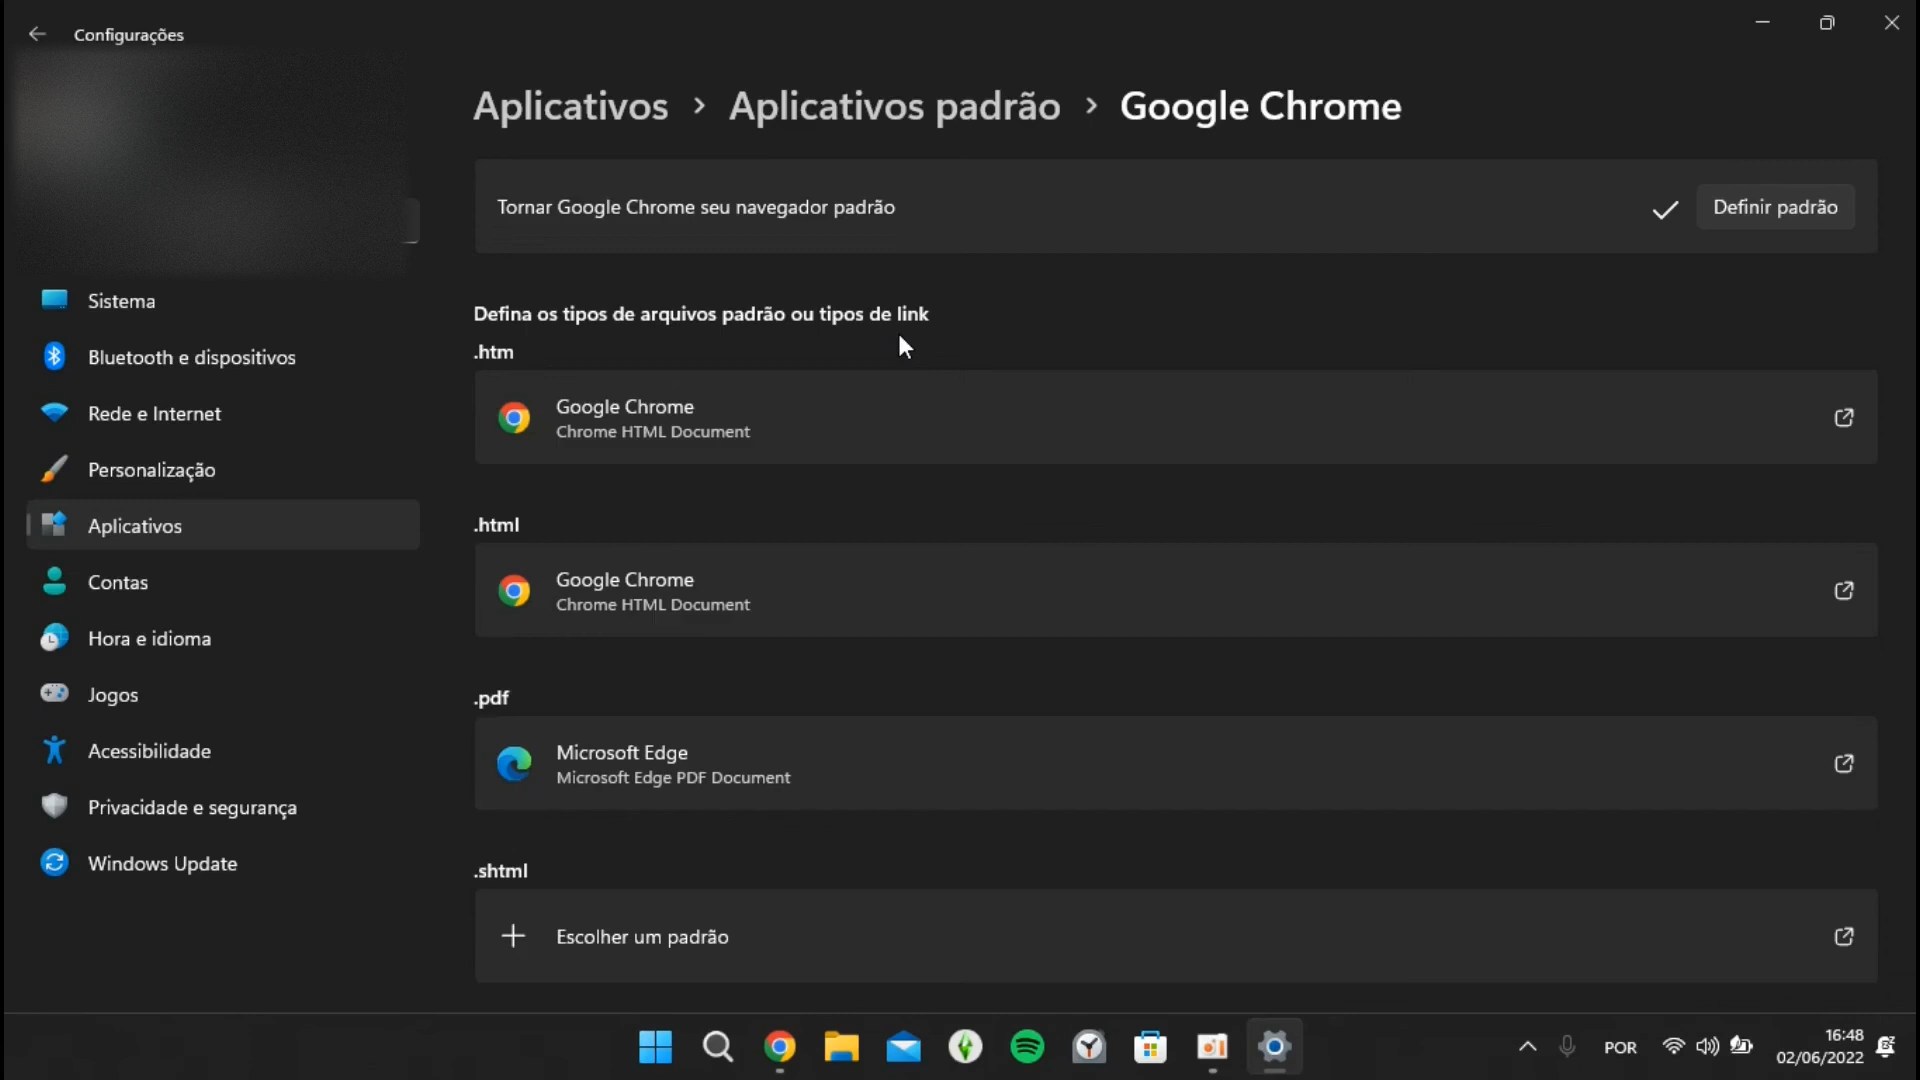 Configurações
Aplicativos > Aplicativos padrão > Google Chrome
Tornar Google Chrome seu navegador padrão
Definir padrão
Defina os tipos de arquivos padrão ou tipos de link
.htm
Google Chrome
Chrome HTML Document
.html
Google Chrome
Chrome HTML Document
.pdf
Microsoft Edge
Microsoft Edge PDF Document
.shtml
Escolher um padrão
Sistema
Bluetooth e dispositivos
Rede e Internet
Personalização
Aplicativos
Contas
Hora e idioma
Jogos
Acessibilidade
Privacidade e segurança
Windows Update
POR
16:48
02/06/2022